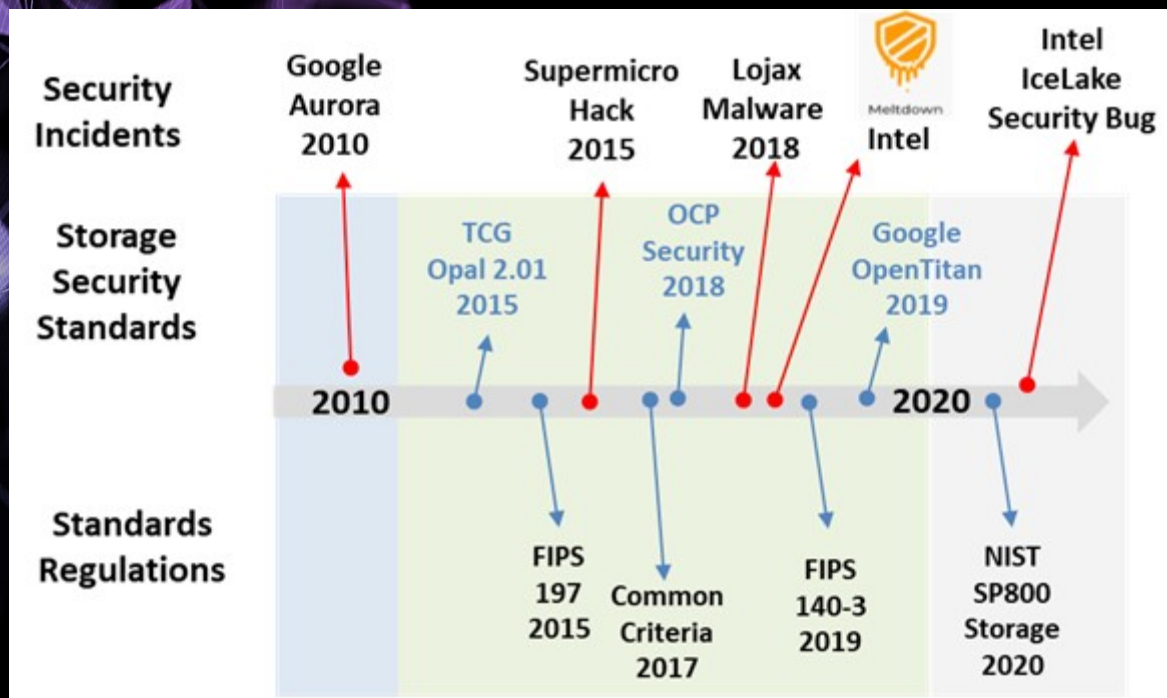 Security
Incidents
Google
Aurora
2010
Supermicro
Hack
2015
Lojax
Malware
2018
Meltdown
Intel
Intel
IceLake
Security Bug
Storage
Security
Standards
TCG
Opal 2.01
2015
OCP
Security
2018
Google
OpenTitan
2019
2010
2020
Standards
Regulations
FIPS
197
2015
Common
Criteria
2017
FIPS
140-3
2019
NIST
SP800
Storage
2020